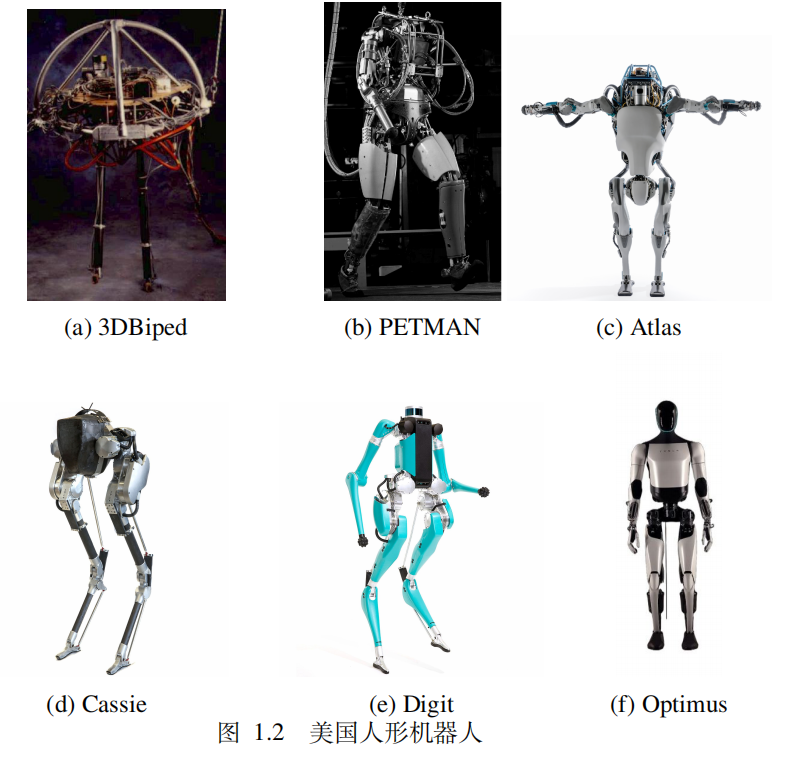 (a) 3DBiped
(b) PETMAN
(c) Atlas
(d) Cassie
(e) Digit
(f) Optimus
图 1.2 美国人形机器人